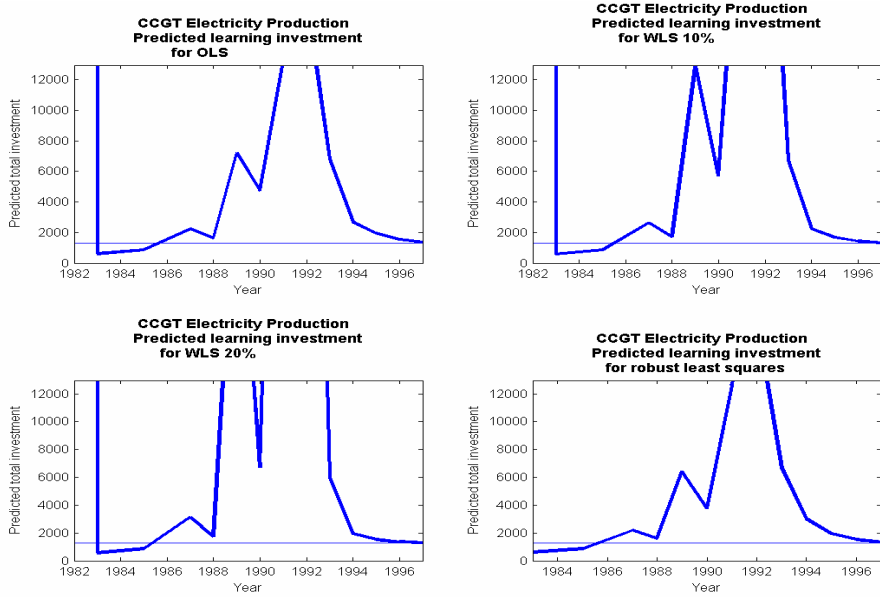 CCGT Electricity Production
Predicted learning investment
for OLS
Predicted total investment
12000
10000
8000
6000
4000
2000
0
1982 1984 1986 1988 1990 1992 1994 1996
Year
CCGT Electricity Production
Predicted learning investment
for WLS 10%
Predicted total investment
12000
10000
8000
6000
4000
2000
0
1982 1984 1986 1988 1990 1992 1994 1996
Year
CCGT Electricity Production
Predicted learning investment
for WLS 20%
Predicted total investment
12000
10000
8000
6000
4000
2000
0
1982 1984 1986 1988 1990 1992 1994 1996
Year
CCGT Electricity Production
Predicted learning investment
for robust least squares
Predicted total investment
12000
10000
8000
6000
4000
2000
0
1984 1986 1988 1990 1992 1994 1996
Year